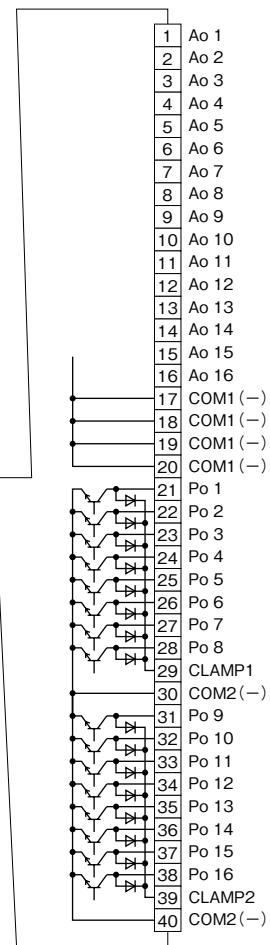 1 Ao 1
2 Ao 2
3 Ao 3
4 Ao 4
5 Ao 5
6 Ao 6
7 Ao 7
8 Ao 8
9 Ao 9
10 Ao 10
11 Ao 11
12 Ao 12
13 Ao 13
14 Ao 14
15 Ao 15
16 Ao 16
17 COM1(−)
18 COM1(−)
19 COM1(−)
20 COM1(−)
21 Po 1
22 Po 2
23 Po 3
24 Po 4
25 Po 5
26 Po 6
27 Po 7
28 Po 8
29 CLAMP1
30 COM2(−)
31 Po 9
32 Po 10
33 Po 11
34 Po 12
35 Po 13
36 Po 14
37 Po 15
38 Po 16
39 CLAMP2
40 COM2(−)